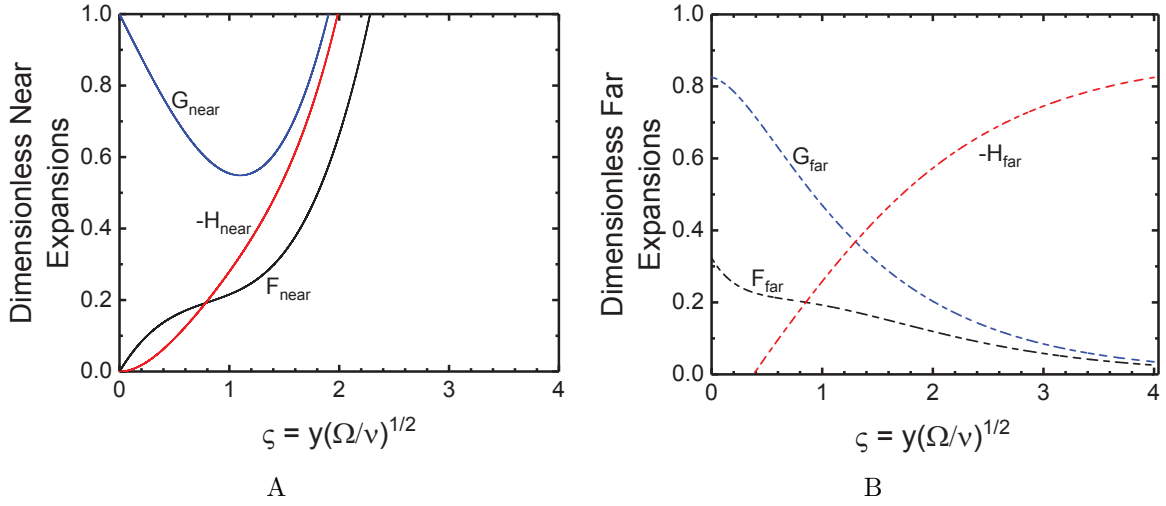 Dimensionless Near
Expansions
1.0
0.8
0.6
0.4
0.2
0.0
G_near
-H_near
F_near
0
1
2
3
4
ς = y(Ω/ν)^1/2
A
Dimensionless Far
Expansions
1.0
0.8
0.6
0.4
0.2
0.0
G_far
-H_far
F_far
0
1
2
3
4
ς = y(Ω/ν)^1/2
B